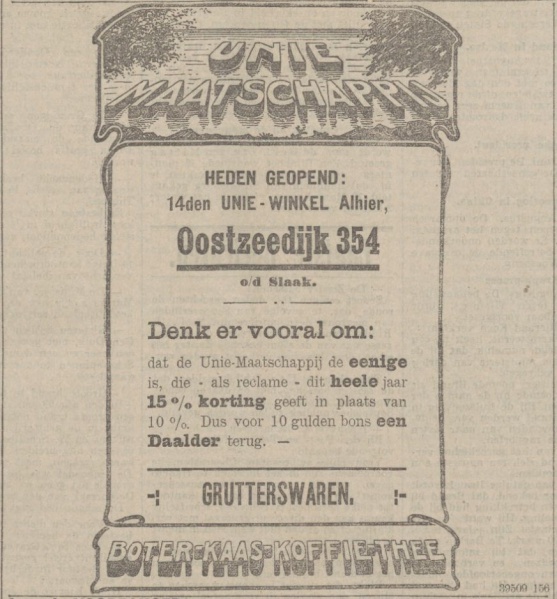 UNIE
MAATSCHAPPIJ
HEDEN GEOPEND:
14den UNIE-WINKEL Alhier,
Oostzeedijk 354
o/d Slaak.
Denk er vooral om:
dat de Unie-Maatschappij de eenige
is, die - als reclame - dit heele jaar
15 % korting geeft in plaats van
10 %. Dus voor 10 gulden bons een
Daalder terug. —
-: GRUTTERSWAREN. :-
BOTER-KAAS-KOFFIE-THEE
39509 156